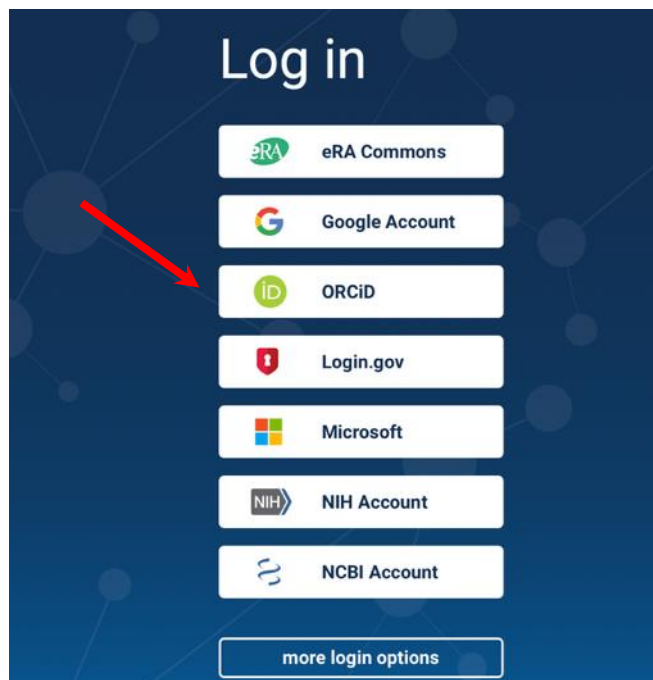 Log in
eRA eRA Commons
Google Account
iD ORCiD
Login.gov
Microsoft
NIH NIH Account
NCBI Account
more login options